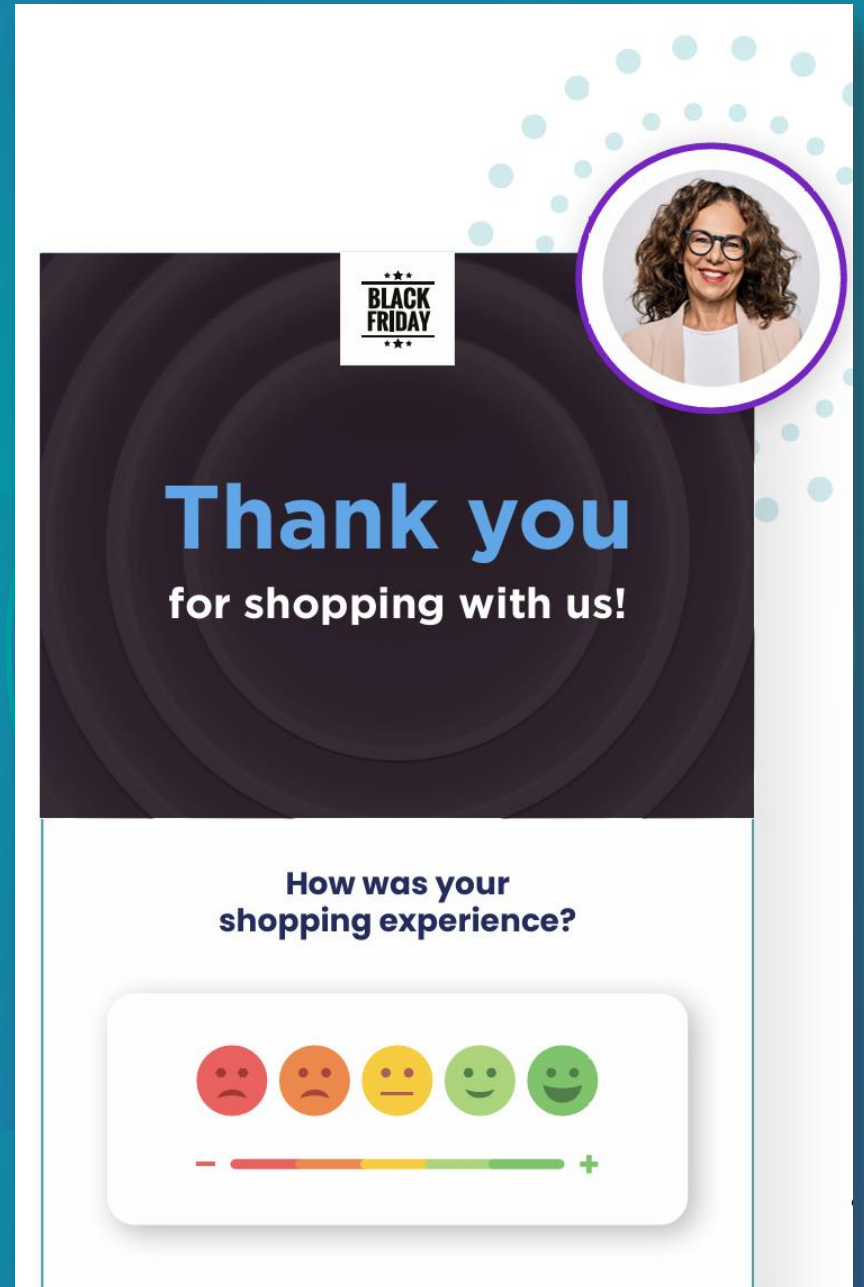 BLACK
FRIDAY
Thank you
for shopping with us!
How was your
shopping experience?
− +